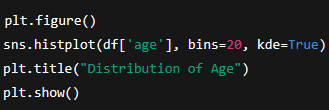 plt.figure()
sns.histplot(df['age'], bins=20, kde=True)
plt.title("Distribution of Age")
plt.show()